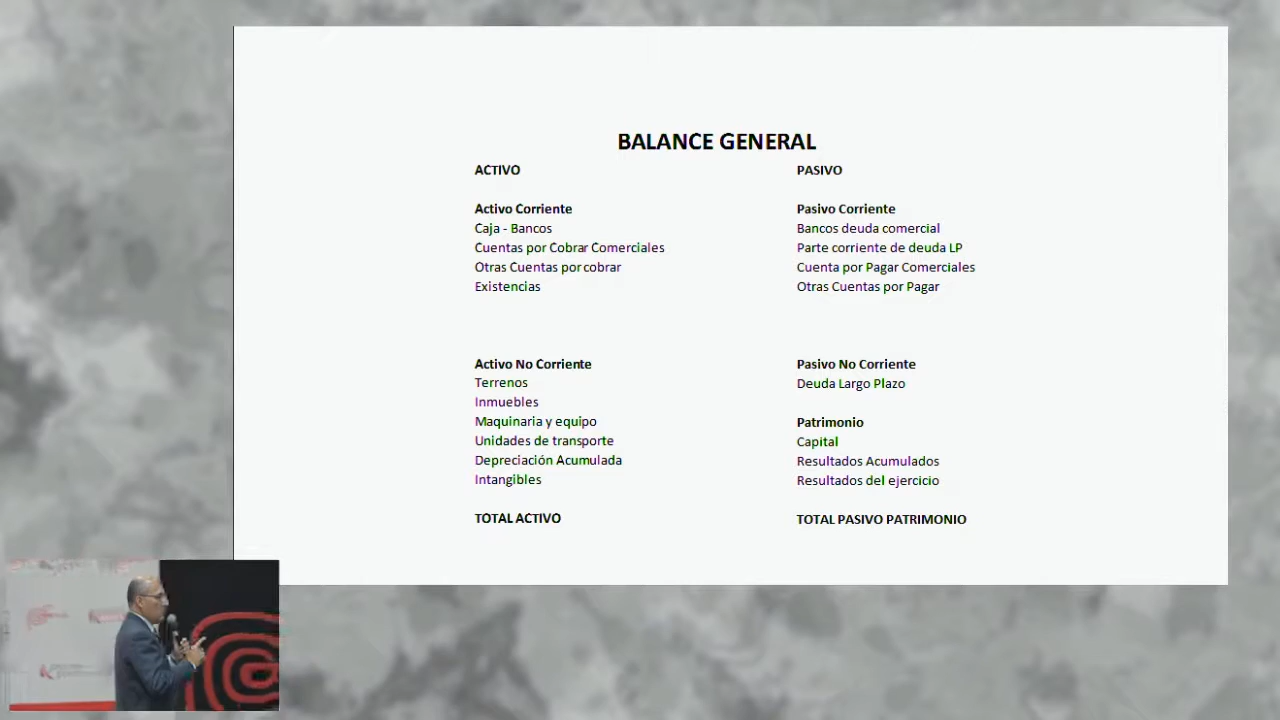 BALANCE GENERAL
ACTIVO
Activo Corriente
Caja - Bancos
Cuentas por Cobrar Comerciales
Otras Cuentas por cobrar
Existencias
Activo No Corriente
Terrenos
Inmuebles
Maquinaria y equipo
Unidades de transporte
Depreciación Acumulada
Intangibles
TOTAL ACTIVO
PASIVO
Pasivo Corriente
Bancos deuda comercial
Parte corriente de deuda LP
Cuenta por Pagar Comerciales
Otras Cuentas por Pagar
Pasivo No Corriente
Deuda Largo Plazo
Patrimonio
Capital
Resultados Acumulados
Resultados del ejercicio
TOTAL PASIVO PATRIMONIO